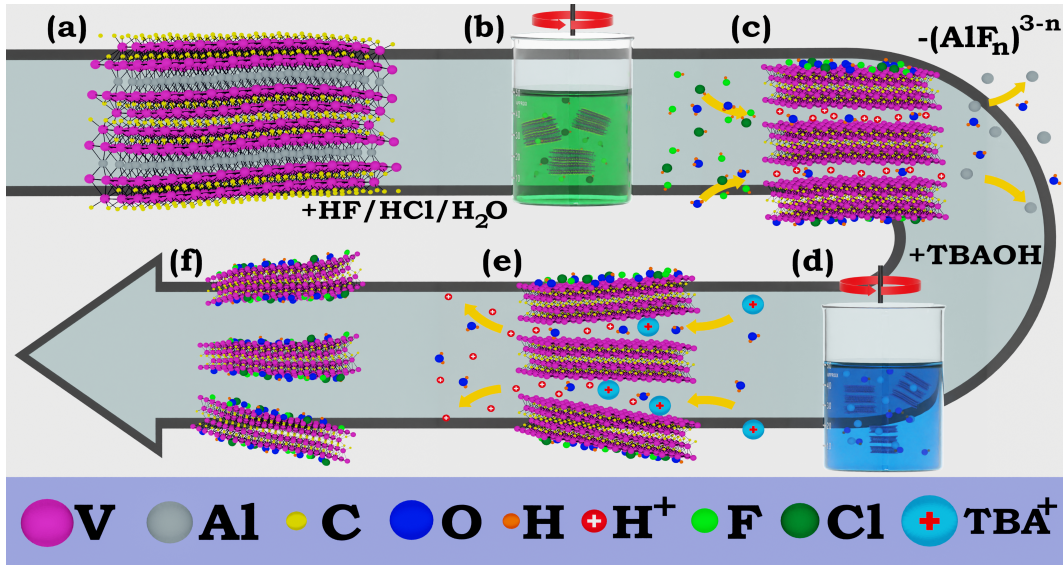 (a)
(b)
(c)
-(AlFₙ)³⁻ⁿ
+HF/HCl/H₂O
+TBAOH
(d)
(e)
(f)
V Al C O H H⁺ F Cl TBA⁺